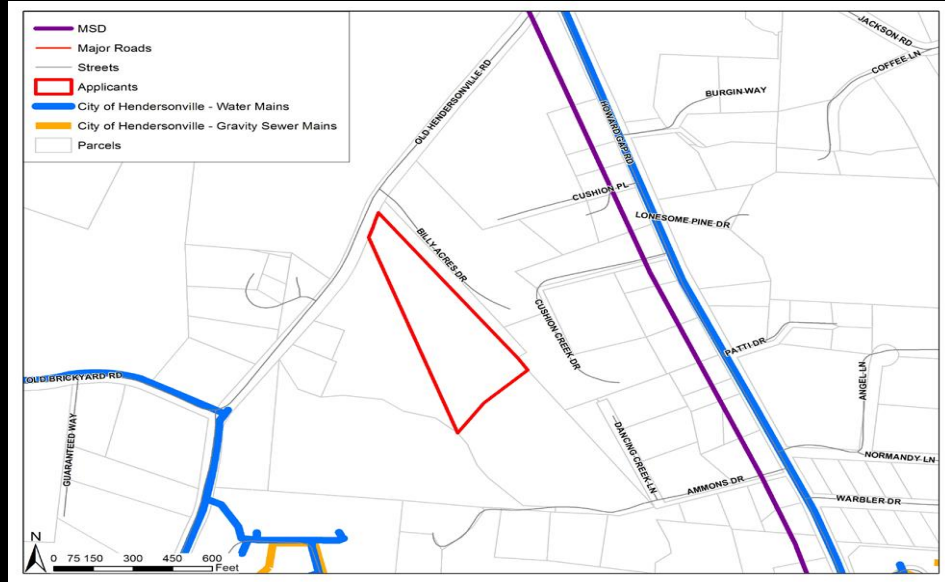 MSD
Major Roads
Streets
Applicants
City of Hendersonville - Water Mains
City of Hendersonville - Gravity Sewer Mains
Parcels
JACKSON RD
COFFEE LN
OLD HENDERSONVILLE RD
BURGIN WAY
HOWARD GAP RD
CUSHION PL
LONESOME PINE DR
BILLY ACRES DR
CUSHION CREEK DR
PATTI DR
ANGEL LN
OLD BRICKYARD RD
GUARANTEED WAY
DANCING CREEK LN
NORMANDY LN
AMMONS DR
WARBLER DR
N
0 75 150 300 450 600
Feet